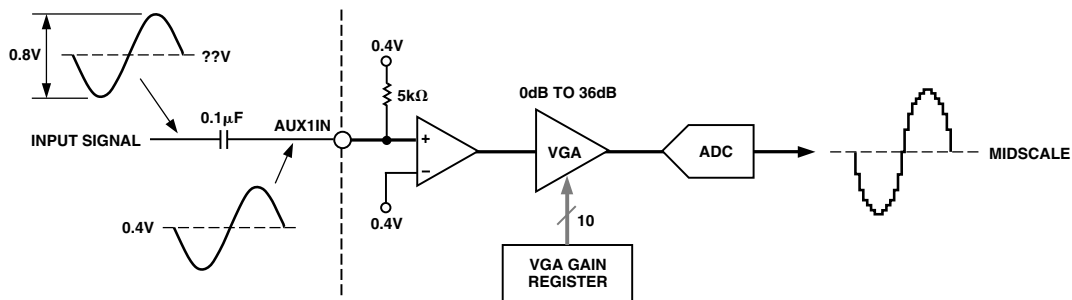 0.8V
??V
INPUT SIGNAL
0.1µF
AUX1IN
0.4V
0.4V
5kΩ
+
–
0.4V
0dB TO 36dB
VGA
10
VGA GAIN
REGISTER
ADC
MIDSCALE